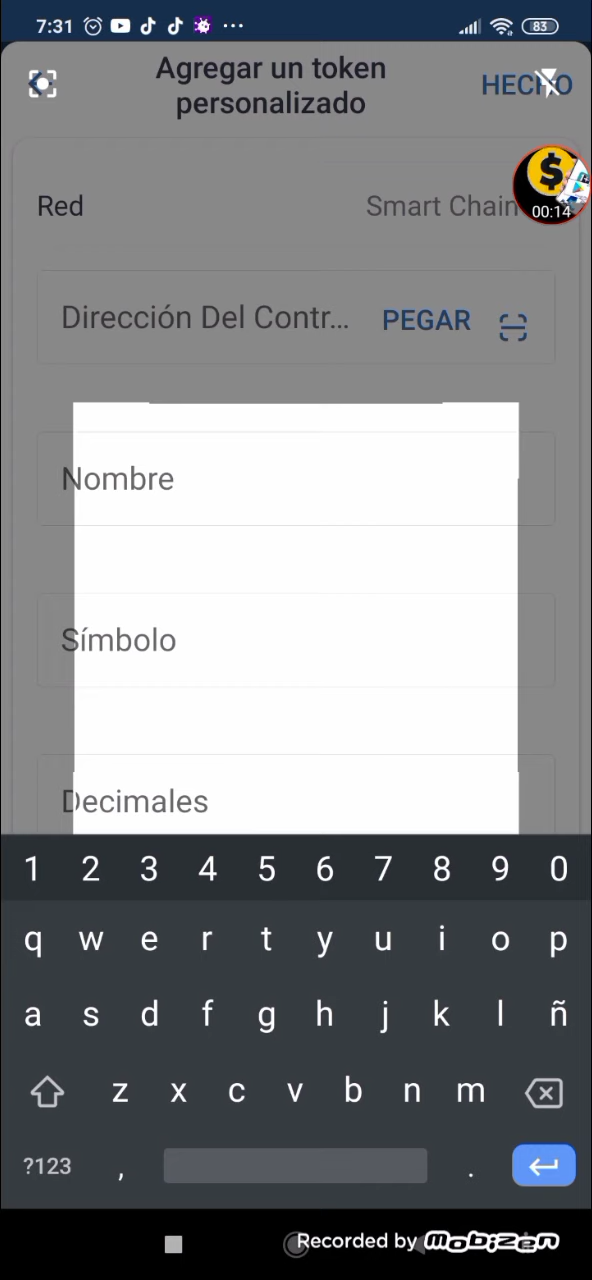 7:31 ... 83
Agregar un token
personalizado
HECHO
$
00:14
Red
Smart Chain
Dirección Del Contr...
PEGAR
Nombre
Símbolo
Decimales
1 2 3 4 5 6 7 8 9 0
q w e r t y u i o p
a s d f g h j k l ñ
z x c v b n m
?123 , .
Recorded by Mobizen